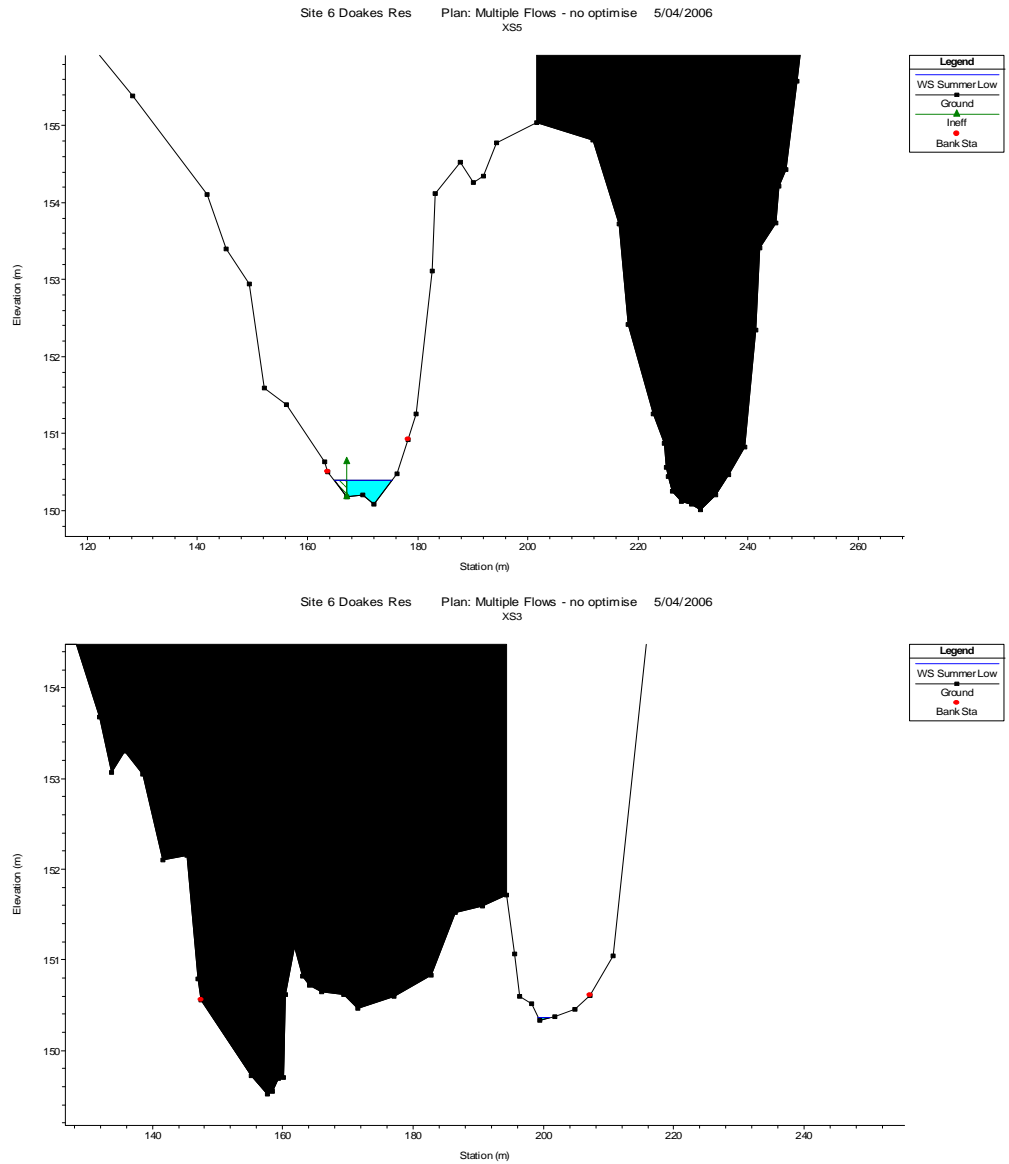 Site 6 Doakes Res Plan: Multiple Flows - no optimise 5/04/2006
XS5
Legend
WS Summer Low
Ground
Ineff
Bank Sta
155
154
153
152
151
150
Elevation (m)
120 140 160 180 200 220 240 260
Station (m)
Site 6 Doakes Res Plan: Multiple Flows - no optimise 5/04/2006
XS3
Legend
WS Summer Low
Ground
Bank Sta
154
153
152
151
150
Elevation (m)
140 160 180 200 220 240
Station (m)